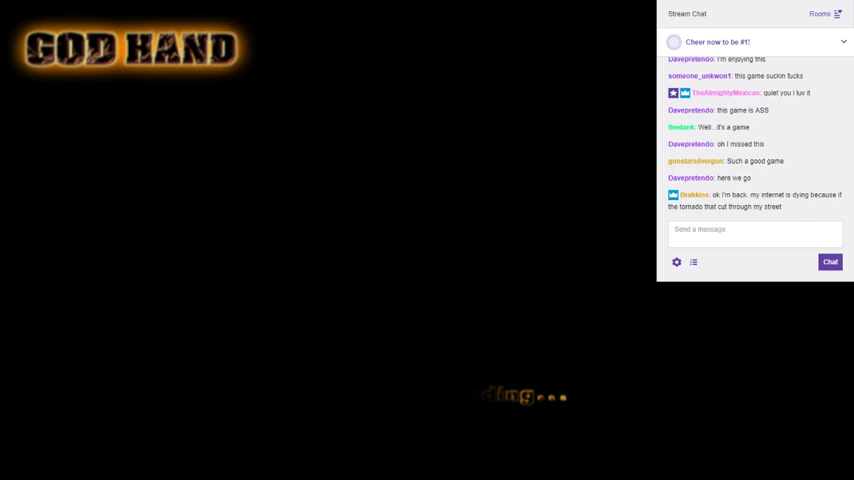 GOD HAND
Stream Chat
Rooms
Cheer now to be #1!
Davepretendo: I'm enjoying this
someone_unkwon1: this game suckin fucks
TheAlmightyMexican: quiet you i luv it
Davepretendo: this game is ASS
thedank: Well...it's a game
Davepretendo: oh I missed this
gunstarsilvergun: Such a good game
Davepretendo: here we go
Brakkins: ok I'm back. my internet is dying because if
the tornado that cut through my street
Send a message
Chat
ding...